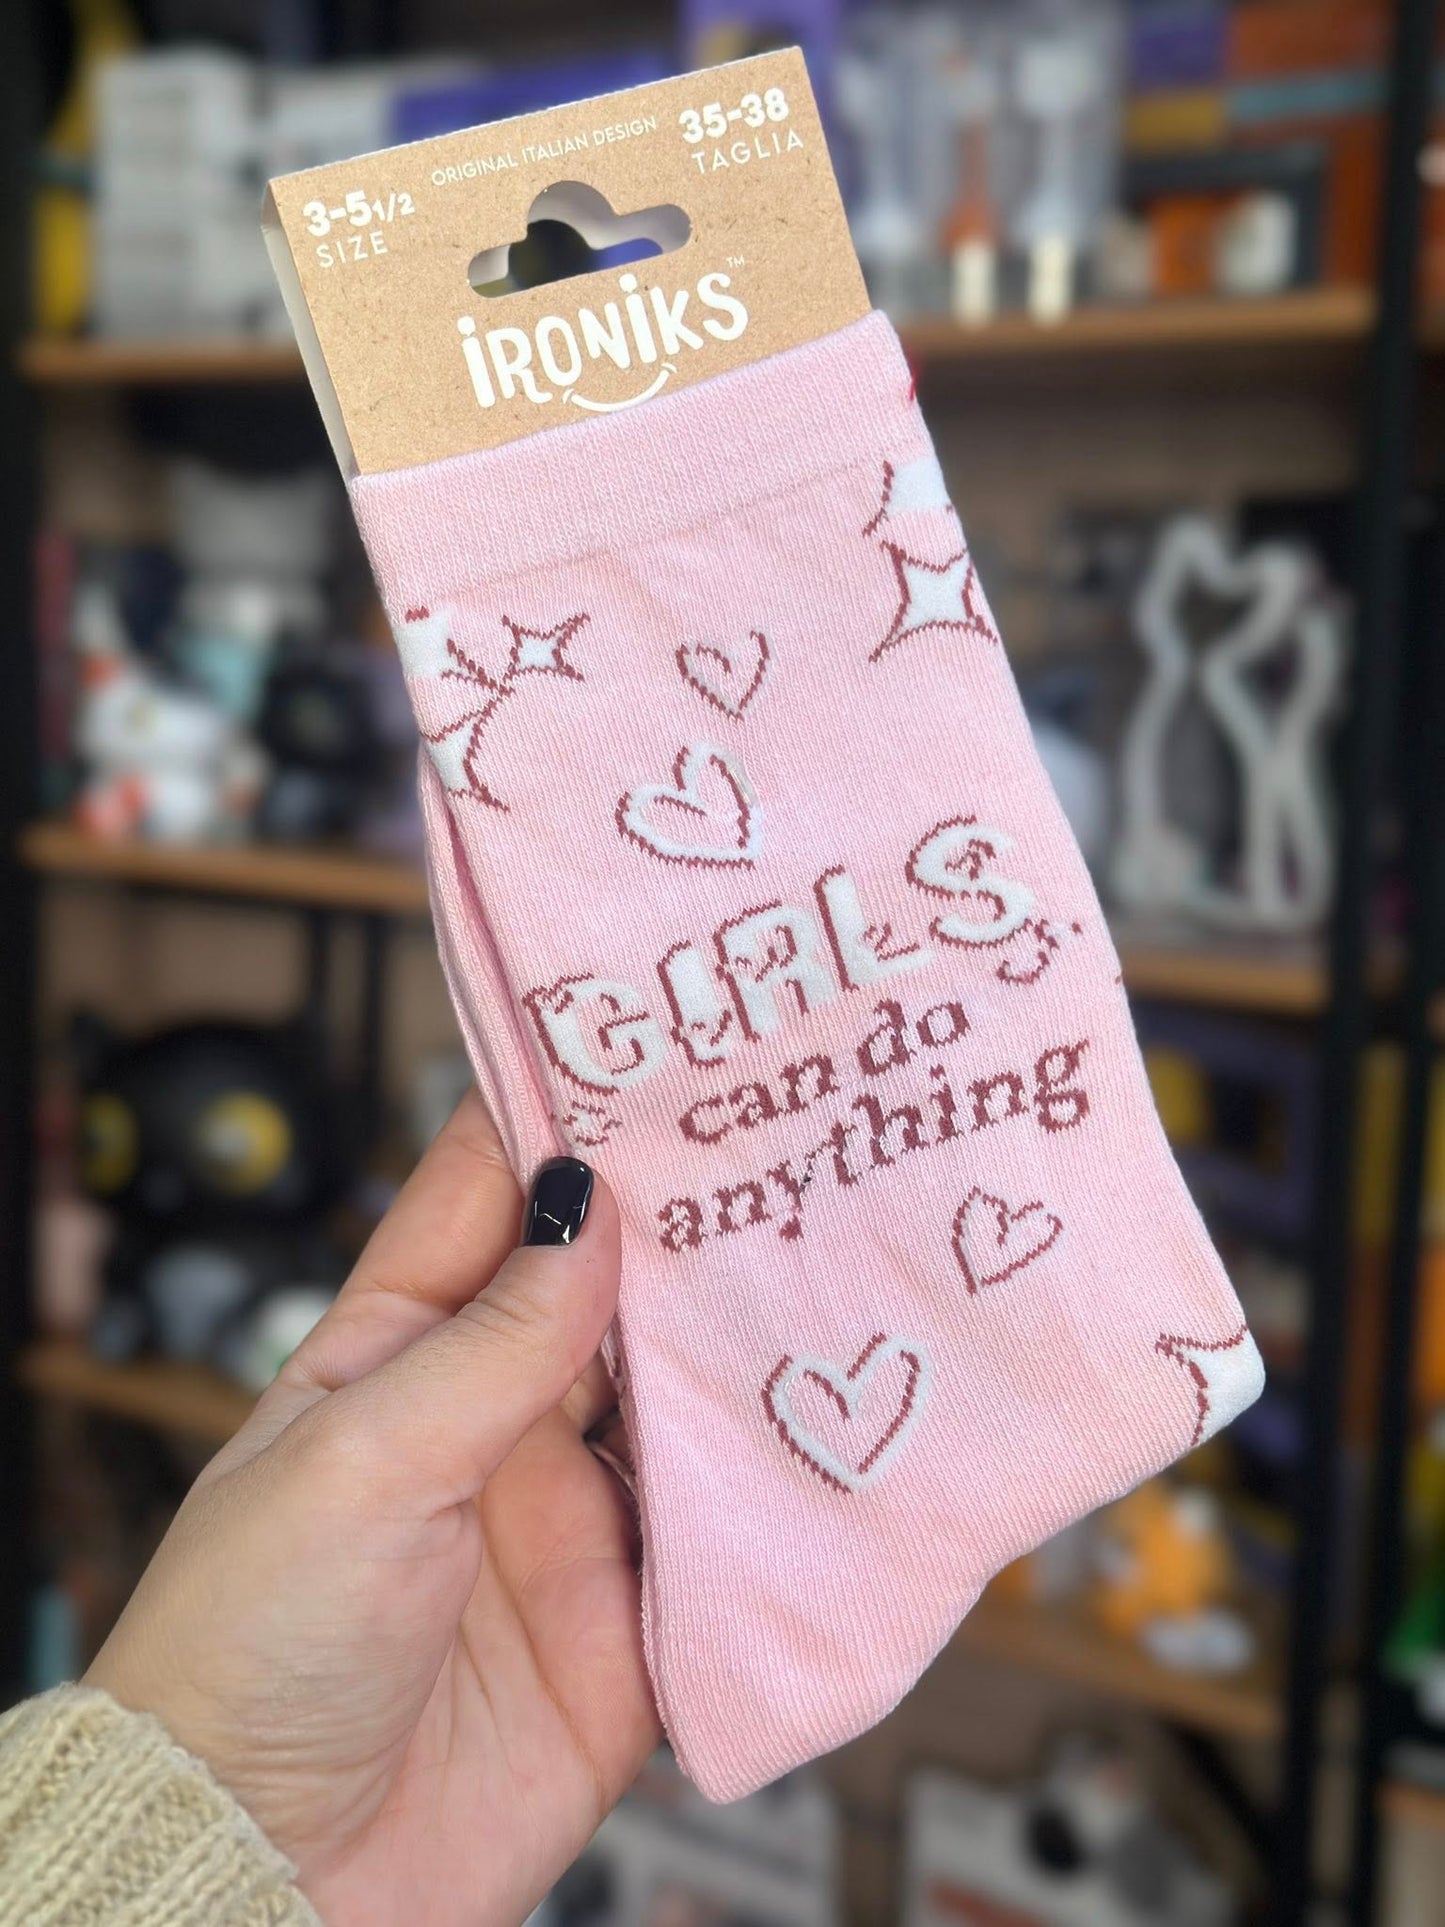 3-5 1/2
SIZE
ORIGINAL ITALIAN DESIGN
35-38
TAGLIA
iRONiKS™
GIRLS
can do
anything